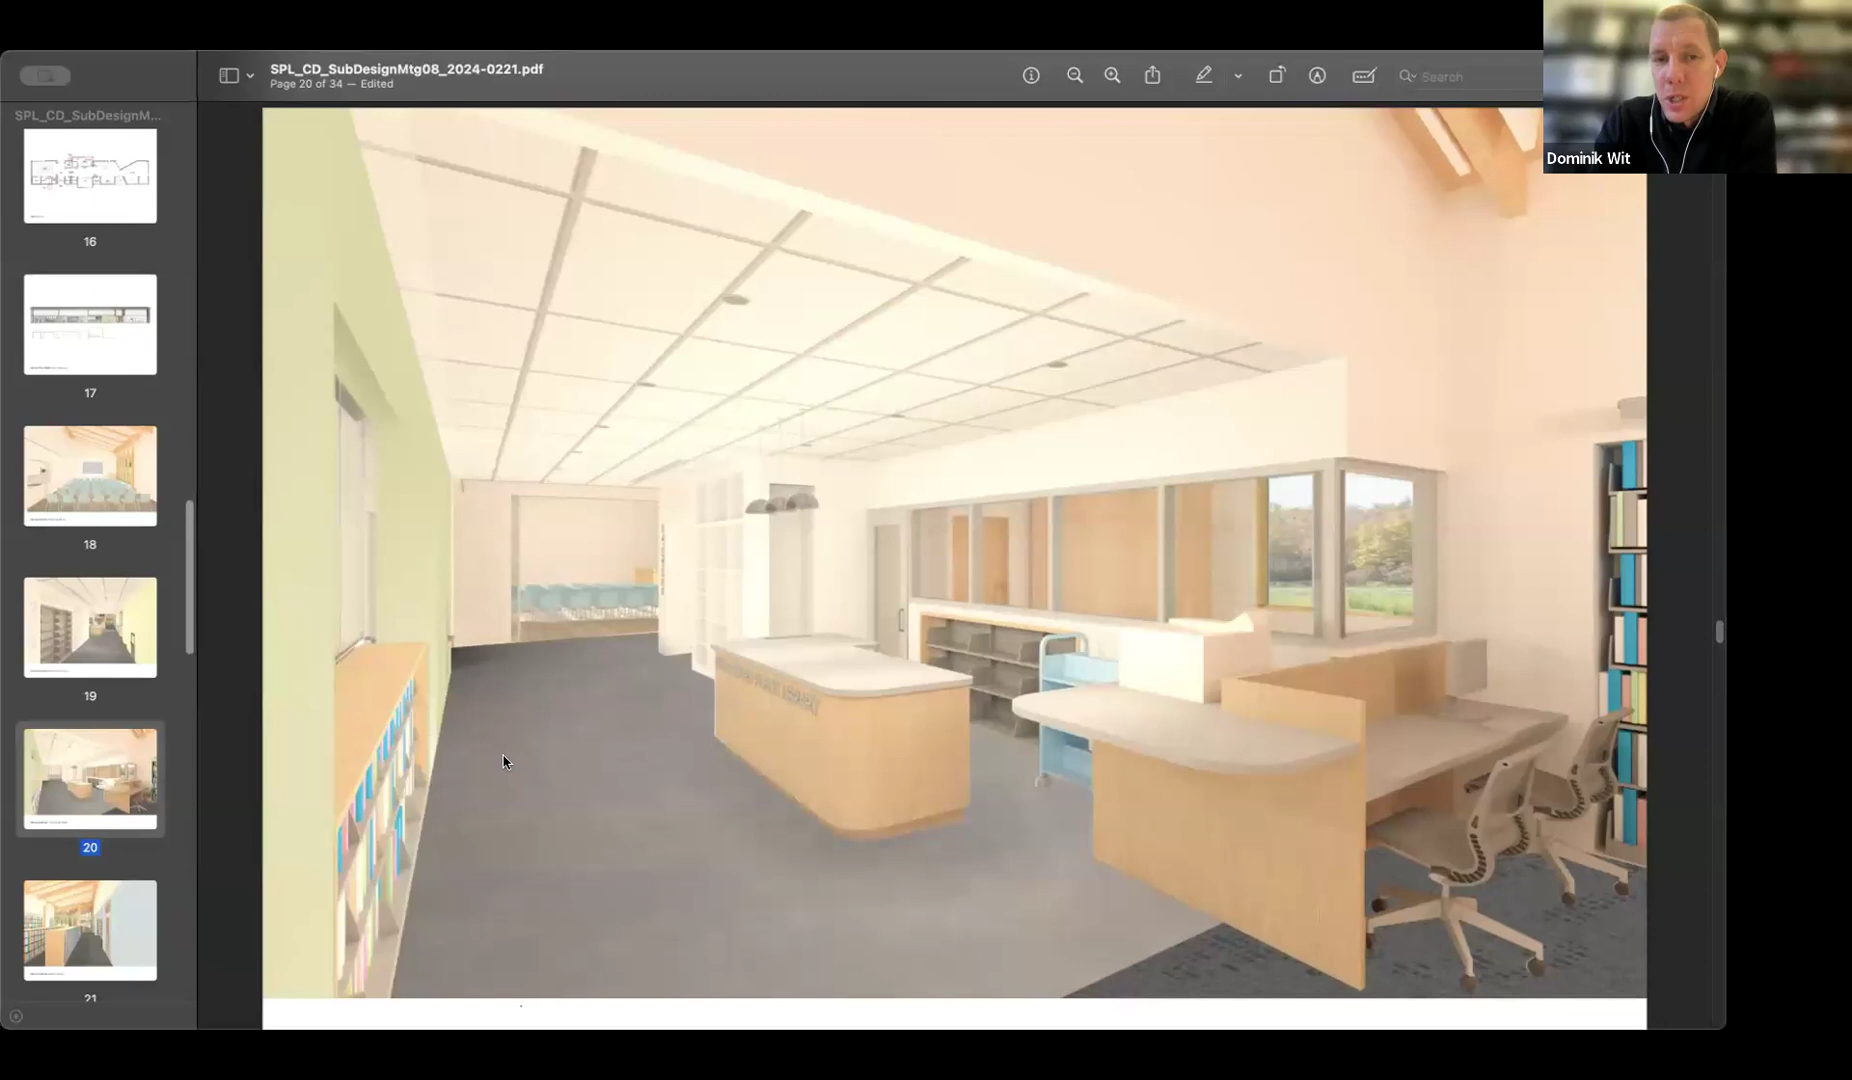 SPL_CD_SubDesignMtg08_2024-0221.pdf
Page 20 of 34 — Edited
Search
Dominik Wit
SPL_CD_SubDesignM...
16
17
18
19
20
21